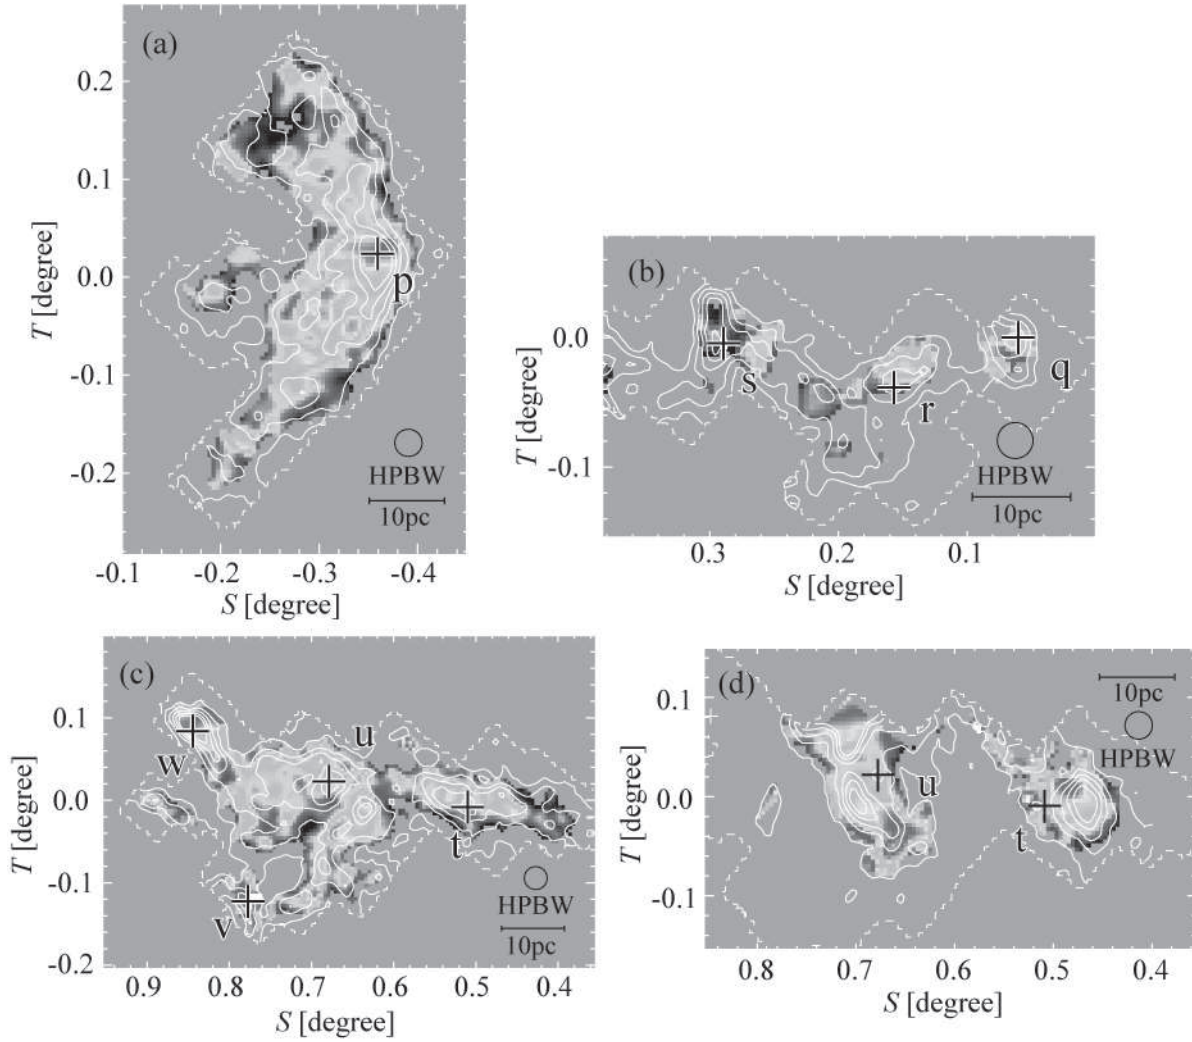 (a)
0.2
0.1
0.0
-0.1
-0.2
T [degree]
p
HPBW
10pc
-0.1 -0.2 -0.3 -0.4
S [degree]
(b)
0.0
-0.1
T [degree]
s
r
q
HPBW
10pc
0.3 0.2 0.1
S [degree]
(c)
0.1
0.0
-0.1
-0.2
T [degree]
w
u
t
v
HPBW
10pc
0.9 0.8 0.7 0.6 0.5 0.4
S [degree]
(d)
10pc
HPBW
0.1
0.0
-0.1
T [degree]
u
t
0.8 0.7 0.6 0.5 0.4
S [degree]